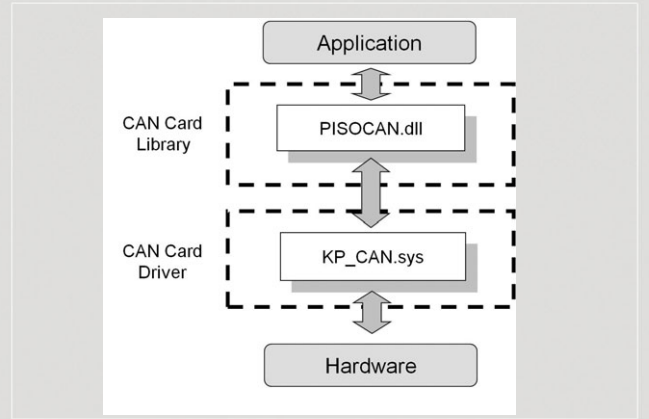 Application
CAN Card
Library
PISOCAN.dll
CAN Card
Driver
KP_CAN.sys
Hardware